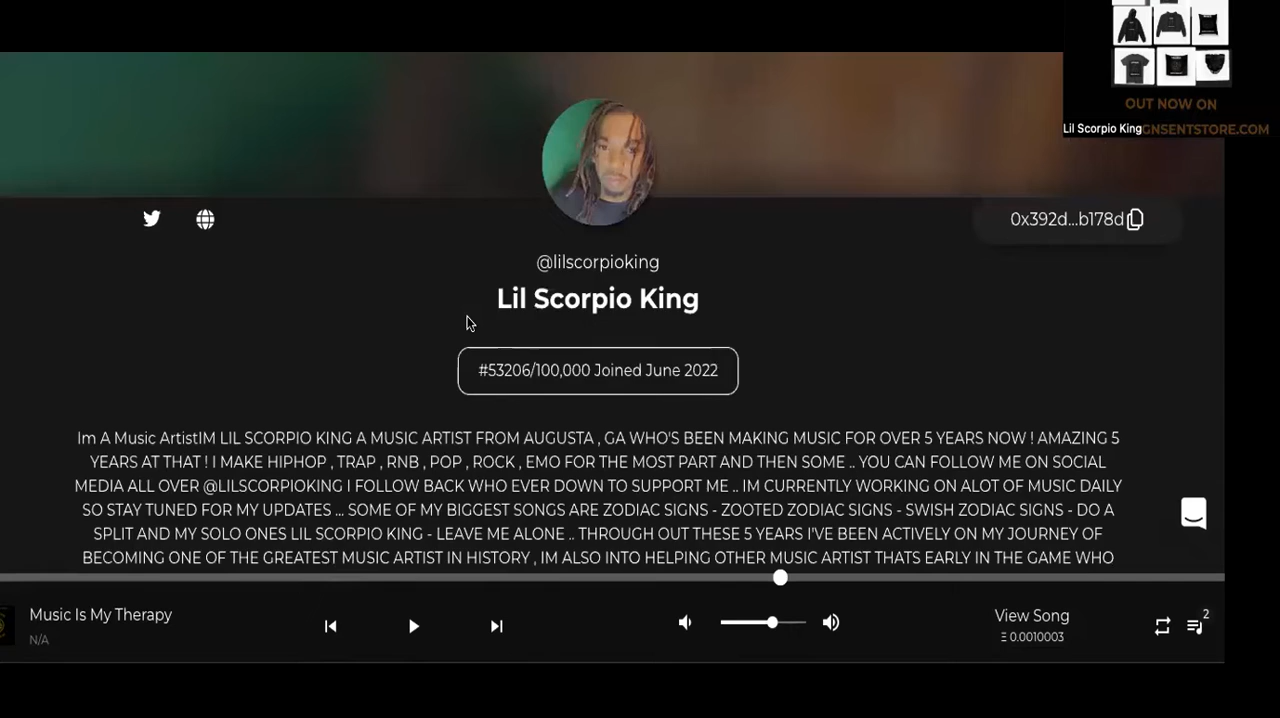 OUT NOW ON
Lil Scorpio King
GNSENTSTORE.COM
0x392d...b178d
@lilscorpioking
Lil Scorpio King
#53206/100,000 Joined June 2022
Im A Music ArtistIM LIL SCORPIO KING A MUSIC ARTIST FROM AUGUSTA , GA WHO'S BEEN MAKING MUSIC FOR OVER 5 YEARS NOW ! AMAZING 5
YEARS AT THAT ! I MAKE HIPHOP , TRAP , RNB , POP , ROCK , EMO FOR THE MOST PART AND THEN SOME .. YOU CAN FOLLOW ME ON SOCIAL
MEDIA ALL OVER @LILSCORPIOKING I FOLLOW BACK WHO EVER DOWN TO SUPPORT ME .. IM CURRENTLY WORKING ON ALOT OF MUSIC DAILY
SO STAY TUNED FOR MY UPDATES ... SOME OF MY BIGGEST SONGS ARE ZODIAC SIGNS - ZOOTED ZODIAC SIGNS - SWISH ZODIAC SIGNS - DO A
SPLIT AND MY SOLO ONES LIL SCORPIO KING - LEAVE ME ALONE .. THROUGH OUT THESE 5 YEARS I'VE BEEN ACTIVELY ON MY JOURNEY OF
BECOMING ONE OF THE GREATEST MUSIC ARTIST IN HISTORY , IM ALSO INTO HELPING OTHER MUSIC ARTIST THATS EARLY IN THE GAME WHO
Music Is My Therapy
N/A
View Song
Ξ 0.0010003
2